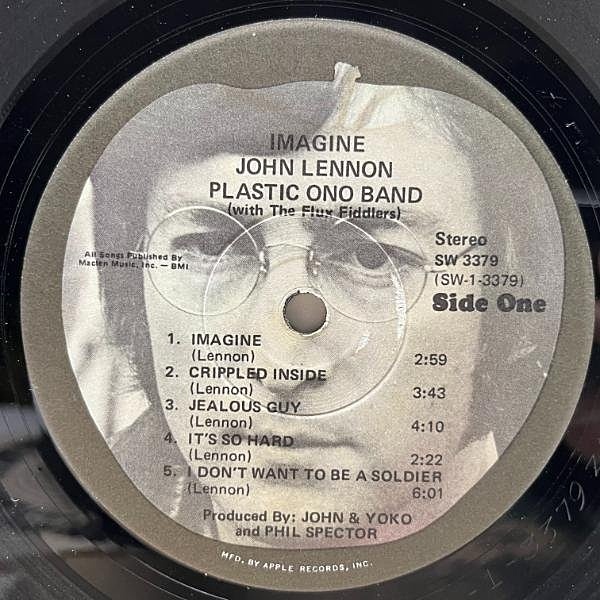 IMAGINE
JOHN LENNON
PLASTIC ONO BAND
(with The Flux Fiddlers)
All Songs Published By
Maclen Music, Inc. — BMI
Stereo
SW 3379
(SW-1-3379)
Side One
1. IMAGINE
(Lennon) 2:59
2. CRIPPLED INSIDE
(Lennon) 3:43
3. JEALOUS GUY
(Lennon) 4:10
4. IT'S SO HARD
(Lennon) 2:22
5. I DON'T WANT TO BE A SOLDIER
(Lennon) 6:01
Produced By: JOHN & YOKO
and PHIL SPECTOR
MFD. BY APPLE RECORDS, INC.